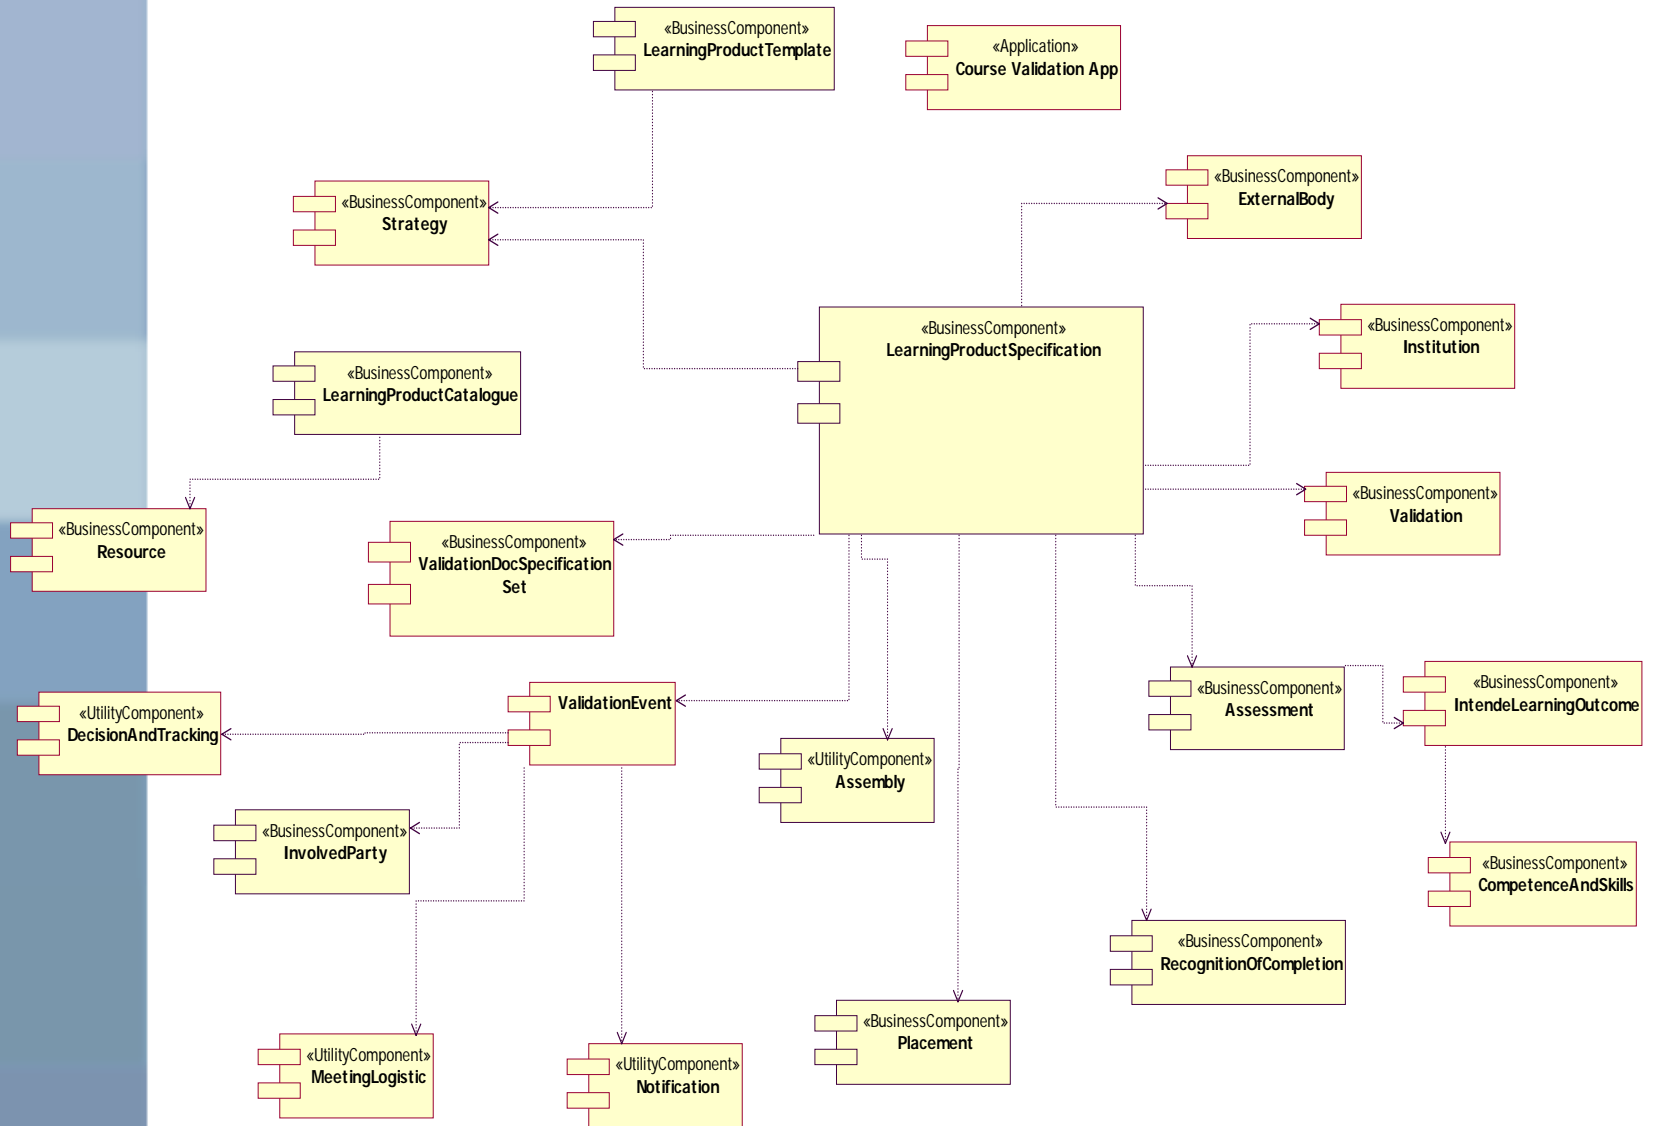 «BusinessComponent»
LearningProductTemplate
«Application»
Course Validation App
«BusinessComponent»
ExternalBody
«BusinessComponent»
Strategy
«BusinessComponent»
LearningProductSpecification
«BusinessComponent»
Institution
«BusinessComponent»
LearningProductCatalogue
«BusinessComponent»
Validation
«BusinessComponent»
Resource
«BusinessComponent»
ValidationDocSpecification
Set
«BusinessComponent»
Assessment
«BusinessComponent»
IntendeLearningOutcome
«UtilityComponent»
DecisionAndTracking
ValidationEvent
«UtilityComponent»
Assembly
«BusinessComponent»
InvolvedParty
«BusinessComponent»
CompetenceAndSkills
«BusinessComponent»
RecognitionOfCompletion
«BusinessComponent»
Placement
«UtilityComponent»
MeetingLogistic
«UtilityComponent»
Notification